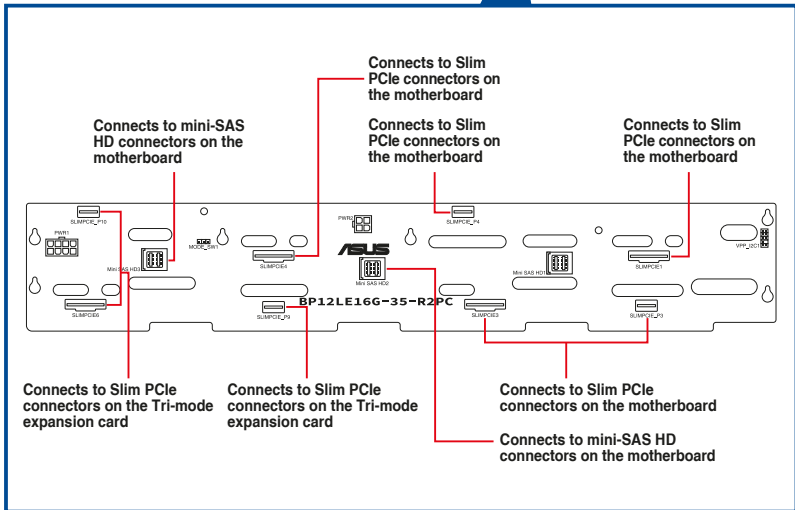 Connects to Slim
PCIe connectors on
the motherboard
Connects to mini-SAS
HD connectors on the
motherboard
Connects to Slim
PCIe connectors on
the motherboard
Connects to Slim
PCIe connectors on
the motherboard
SLIMPCIE_P10
PWR1
MODE_SW1
PWR2
SLIMPCIE_P4
VPP_I2C1
ASUS
Mini SAS HD3
SLIMPCIE4
Mini SAS HD2
Mini SAS HD1
SLIMPCIE1
BP12LE16G-35-R2PC
SLIMPCIE6
SLIMPCIE_P9
SLIMPCIE3
SLIMPCIE_P3
Connects to Slim PCIe
connectors on the Tri-mode
expansion card
Connects to Slim PCIe
connectors on the Tri-mode
expansion card
Connects to Slim PCIe
connectors on the motherboard
Connects to mini-SAS HD
connectors on the motherboard